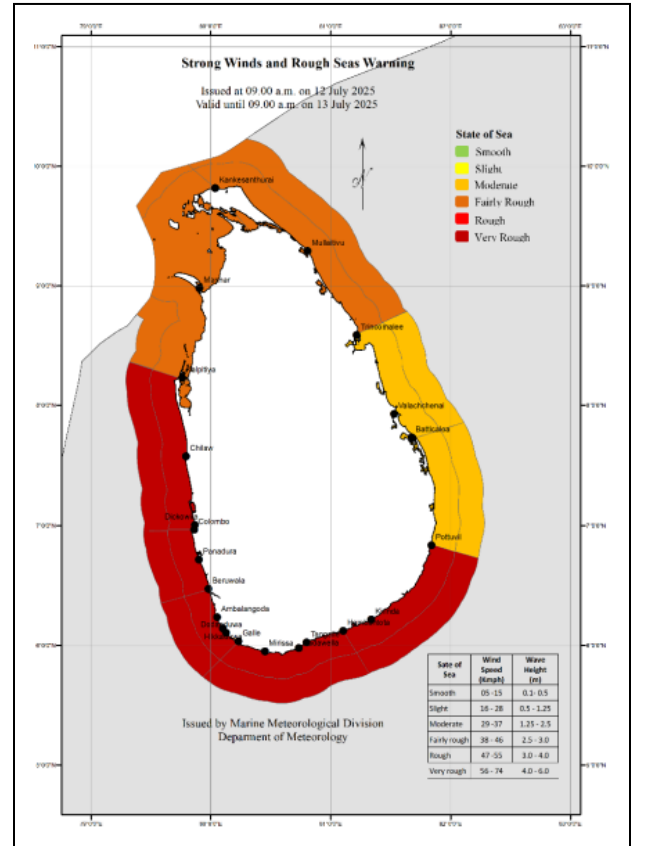 Strong Winds and Rough Seas Warning
Issued at 09.00 a.m. on 12 July 2025
Valid until 09.00 a.m. on 13 July 2025
N
State of Sea
Smooth
Slight
Moderate
Fairly Rough
Rough
Very Rough
Kankesanthurai
Mullaitivu
Mannar
Trincomalee
Kalpitiya
Valachchenai
Batticaloa
Chilaw
Colombo
Pottuvil
Panadura
Beruwala
Ambalangoda
Galle
Mirissa
Sate of Sea | Wind Speed (Kmph) | Wave Height (m)
Smooth | 05 -15 | 0.1- 0.5
Slight | 16 - 28 | 0.5 - 1.25
Moderate | 29 -37 | 1.25 - 2.5
Fairly rough | 38 - 46 | 2.5 - 3.0
Rough | 47 -55 | 3.0 - 4.0
Very rough | 56 - 74 | 4.0 - 6.0
Issued by Marine Meteorological Division
Deparment of Meteorology